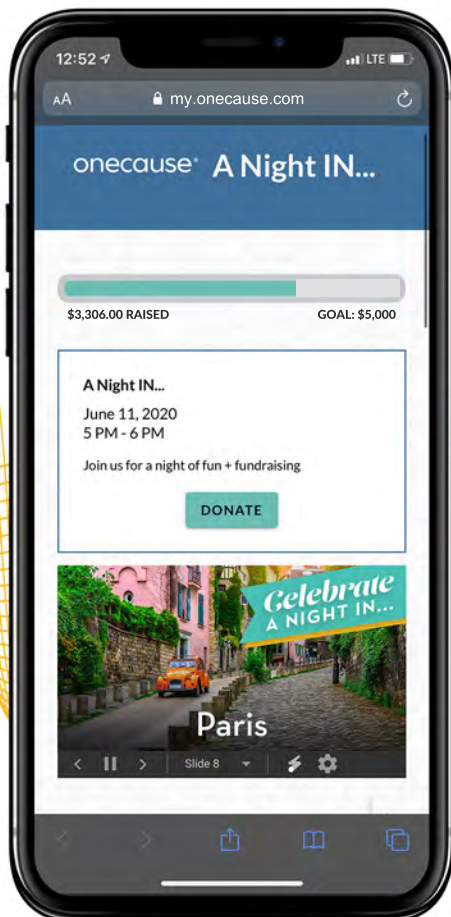 12:52
LTE
AA
my.onecause.com
onecause® A Night IN...
$3,306.00 RAISED
GOAL: $5,000
A Night IN...
June 11, 2020
5 PM - 6 PM
Join us for a night of fun + fundraising
DONATE
Celebrate
A NIGHT IN...
Paris
Slide 8